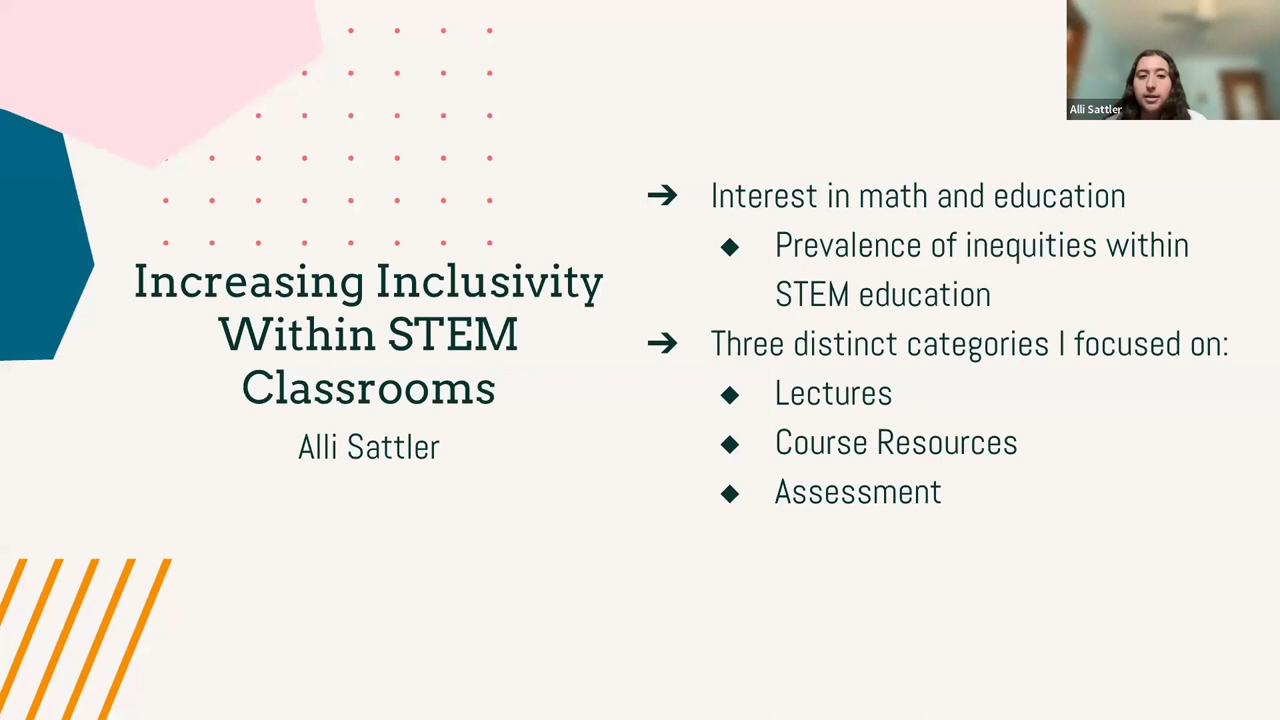 Alli Sattler
Increasing Inclusivity
Within STEM
Classrooms
Alli Sattler
➔ Interest in math and education
◆ Prevalence of inequities within
STEM education
➔ Three distinct categories I focused on:
◆ Lectures
◆ Course Resources
◆ Assessment